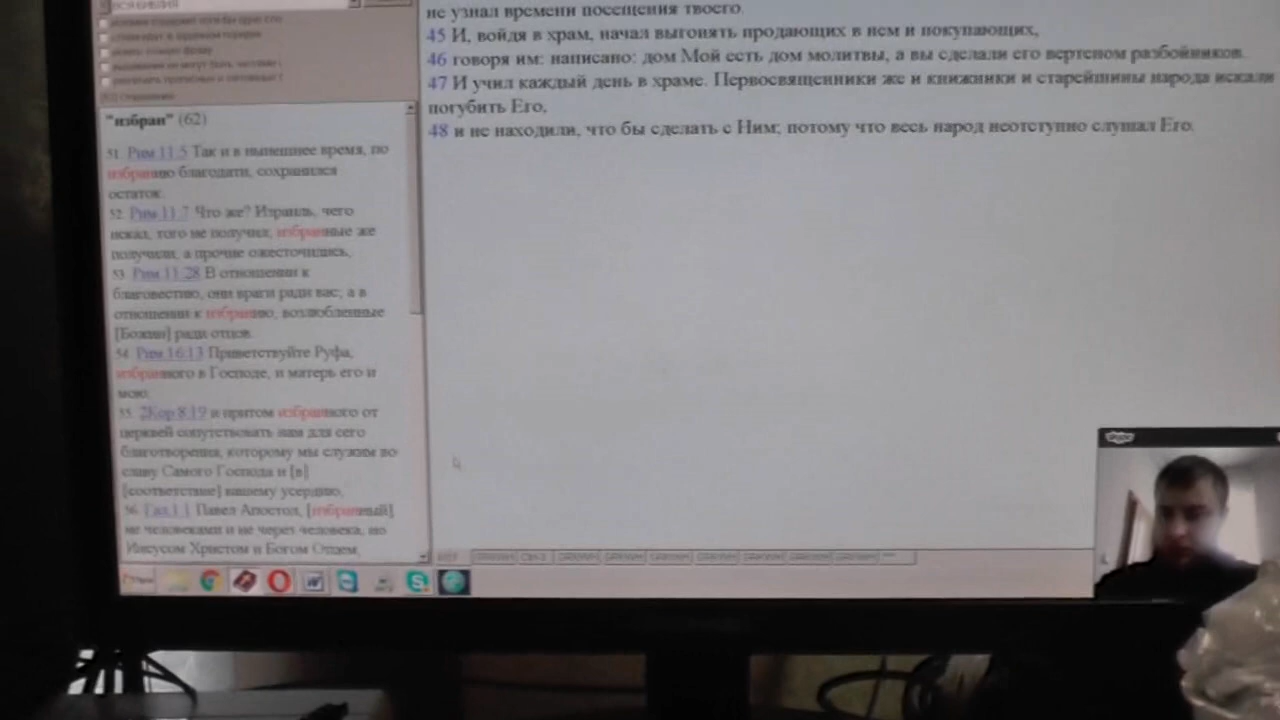 ВСЯ БИБЛИЯ
"избран" (62)
51. Рим 11:5 Так и в нынешнее время, по
избранию благодати, сохранился
остаток.
52. Рим 11:7 Что же? Израиль, чего
искал, того не получил; избранные же
получили, а прочие ожесточились,
53. Рим 11:28 В отношении к
благовестию, они враги ради вас; а в
отношении к избранию, возлюбленные
[Божии] ради отцов.
54. Рим 16:13 Приветствуйте Руфа,
избранного в Господе, и матерь его и
мою.
55. 2Кор 8:19 и притом избранного от
церквей сопутствовать нам для сего
благотворения, которому мы служим во
славу Самого Господа и [в]
[соответствие] вашему усердию,
56. Гал 1:1 Павел Апостол, [избранный]
не человеками и не через человека, но
Иисусом Христом и Богом Отцем,
не узнал времени посещения твоего.
45 И, войдя в храм, начал выгонять продающих в нем и покупающих,
46 говоря им: написано: дом Мой есть дом молитвы, а вы сделали его вертепом разбойников.
47 И учил каждый день в храме. Первосвященники же и книжники и старейшины народа искали
погубить Его,
48 и не находили, что бы сделать с Ним; потому что весь народ неотступно слушал Его.
skype